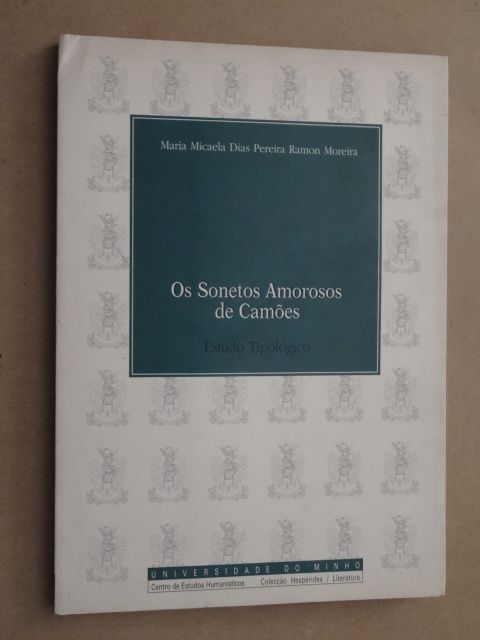 Maria Micaela Dias Pereira Ramon Moreira
Os Sonetos Amorosos
de Camões
Estudo Tipológico
UNIVERSIDADE DO MINHO
Centro de Estudos Humanísticos Colecção Hespérides / Literatura